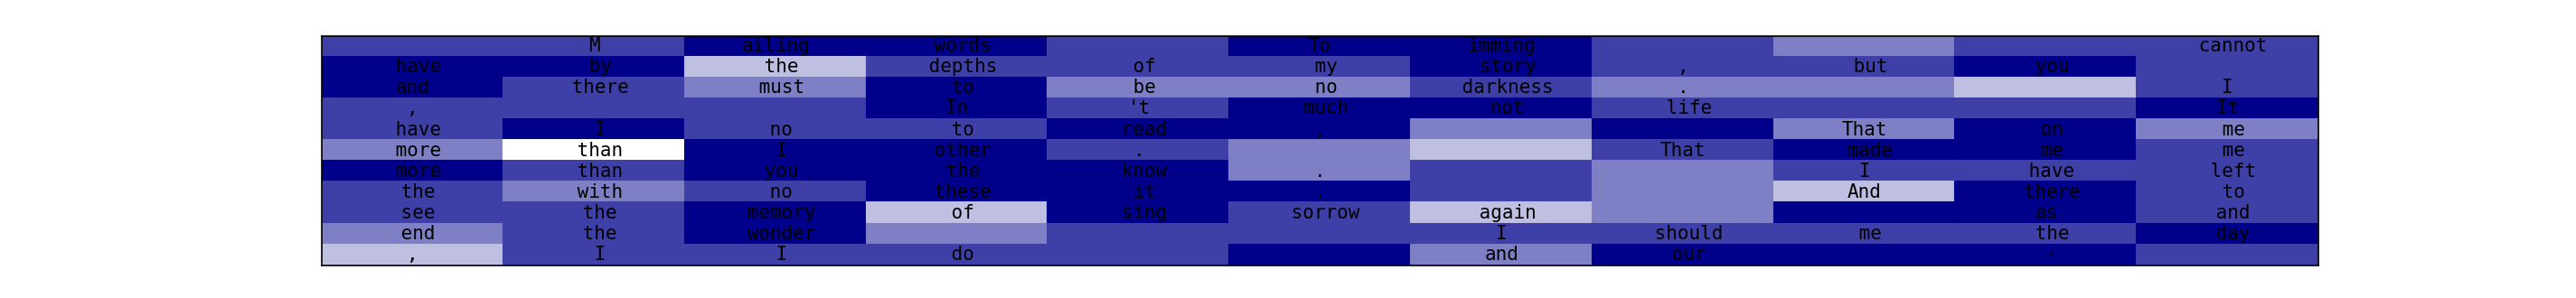 M ailing words To imming cannot
have by the depths of my story , but you
and there must to be no darkness . I
, In 't much not life It
have I no to read , That on me
more than I other . That made me me
more than you the know . I have left
the with no these it . And there to
see the memory of sing sorrow again as and
end the wonder I should me the day
, I I do and our .